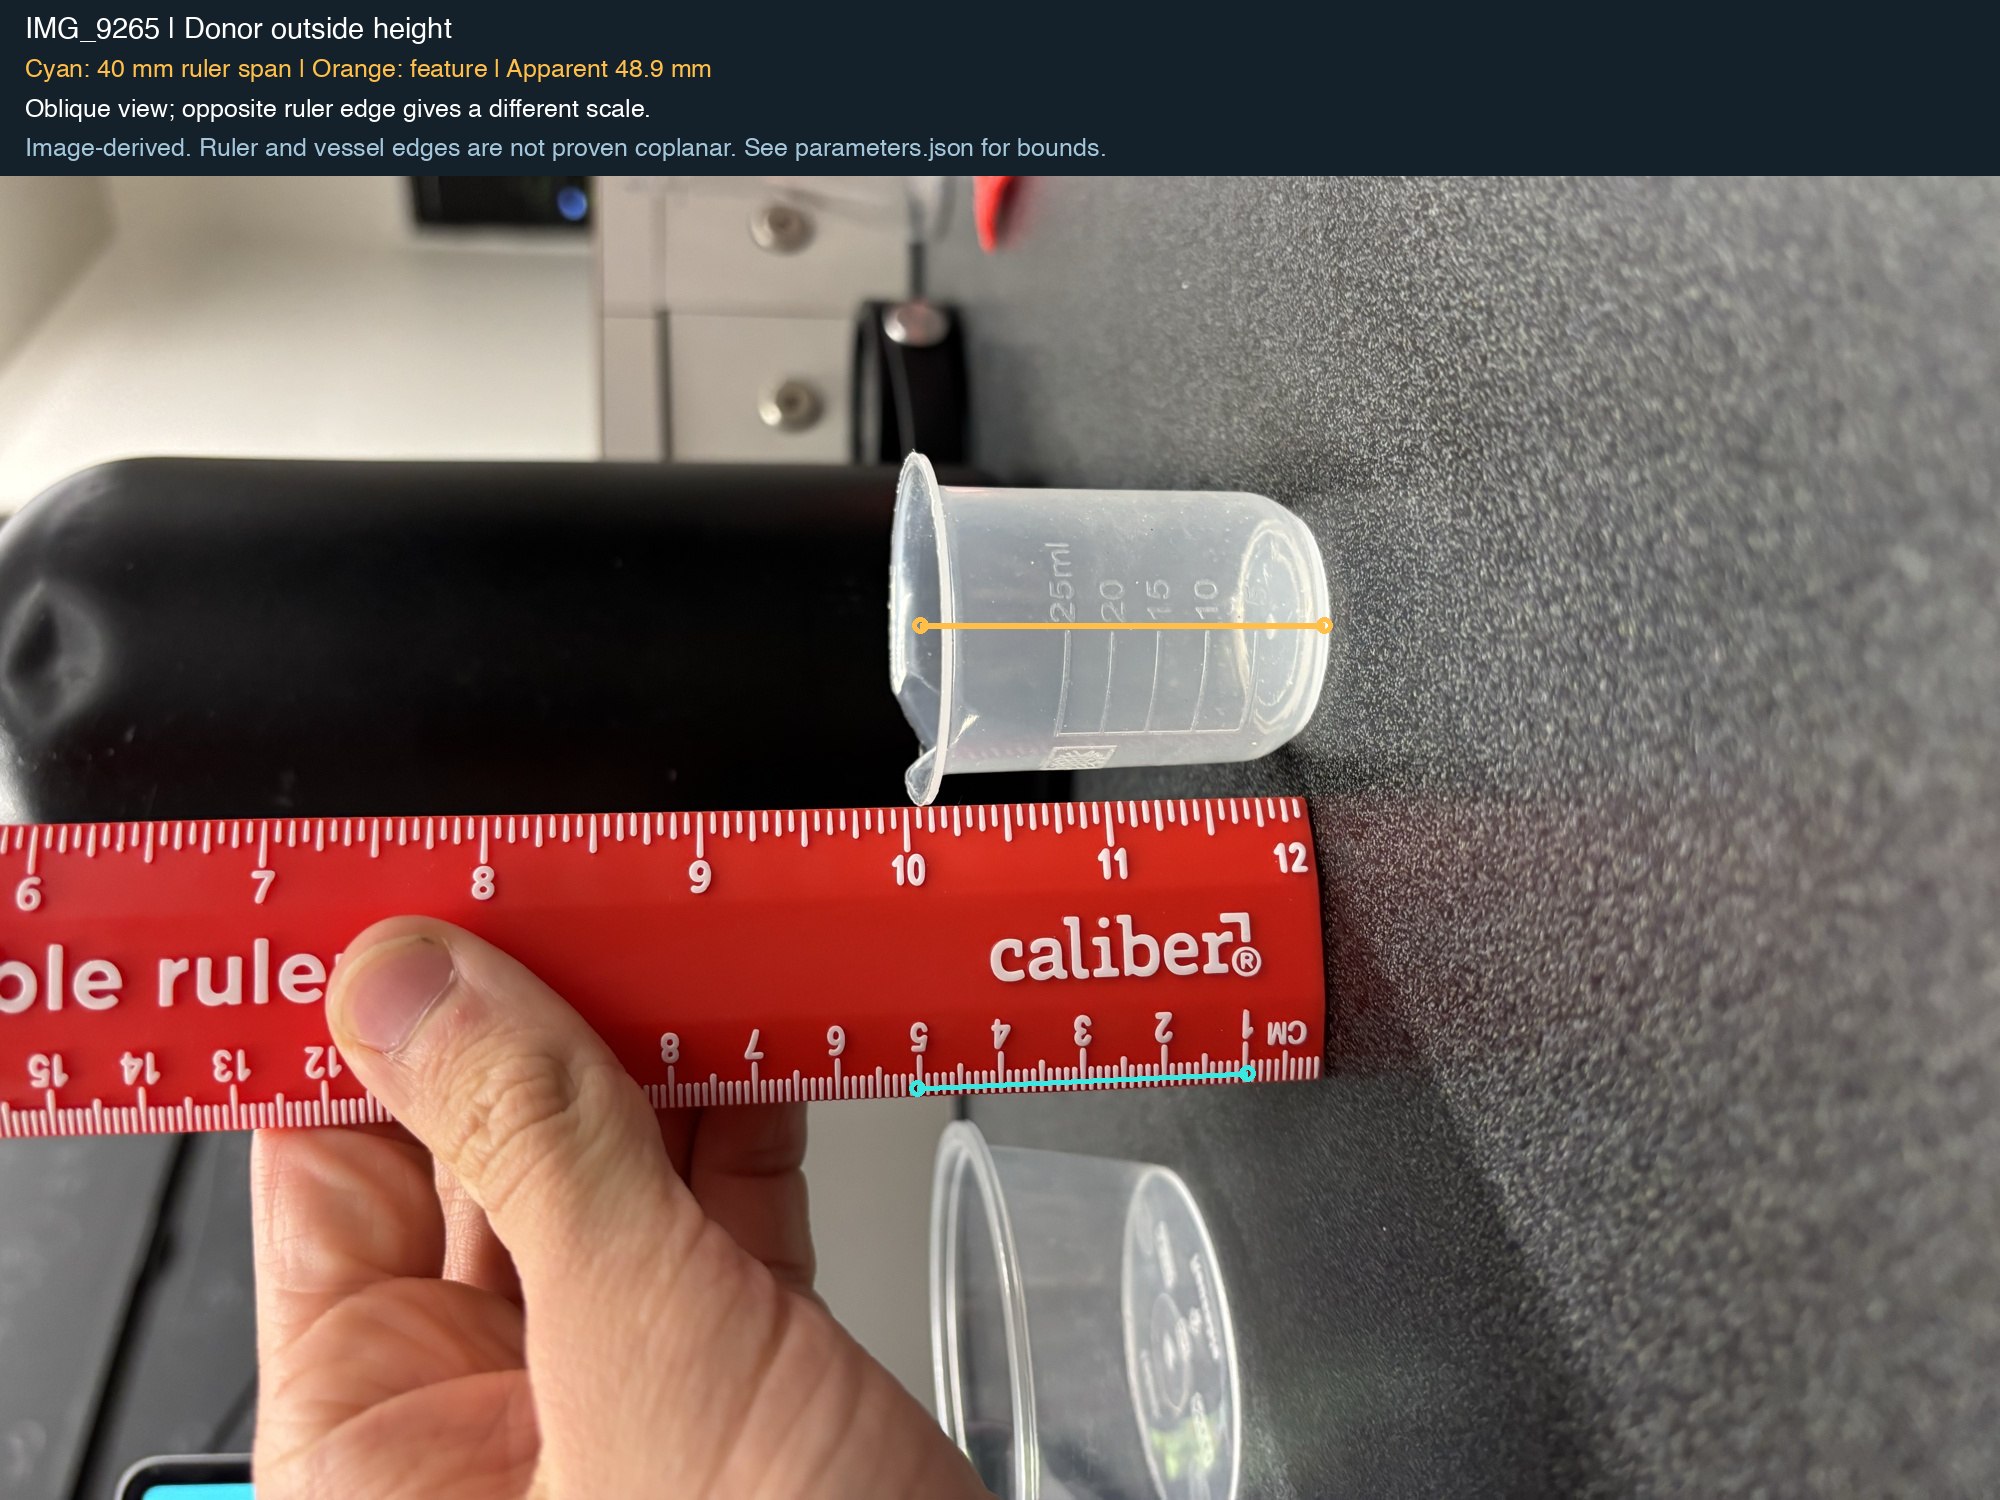 IMG_9265 | Donor outside height
Cyan: 40 mm ruler span | Orange: feature | Apparent 48.9 mm
Oblique view; opposite ruler edge gives a different scale.
Image-derived. Ruler and vessel edges are not proven coplanar. See parameters.json for bounds.
25ml
20
15
10
5
6 7 8 9 10 11 12
ble ruler
caliber®
15 14 13 12 8 7 6 5 4 3 2 1 CM